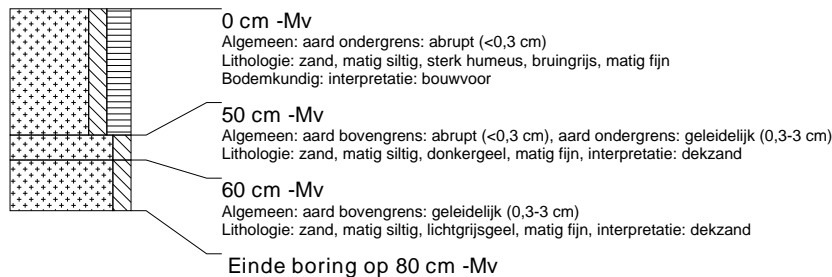 0 cm -Mv
Algemeen: aard ondergrens: abrupt (<0,3 cm)
Lithologie: zand, matig siltig, sterk humeus, bruingrijs, matig fijn
Bodemkundig: interpretatie: bouwvoor
50 cm -Mv
Algemeen: aard bovengrens: abrupt (<0,3 cm), aard ondergrens: geleidelijk (0,3-3 cm)
Lithologie: zand, matig siltig, donkergeel, matig fijn, interpretatie: dekzand
60 cm -Mv
Algemeen: aard bovengrens: geleidelijk (0,3-3 cm)
Lithologie: zand, matig siltig, lichtgrijsgeel, matig fijn, interpretatie: dekzand
Einde boring op 80 cm -Mv